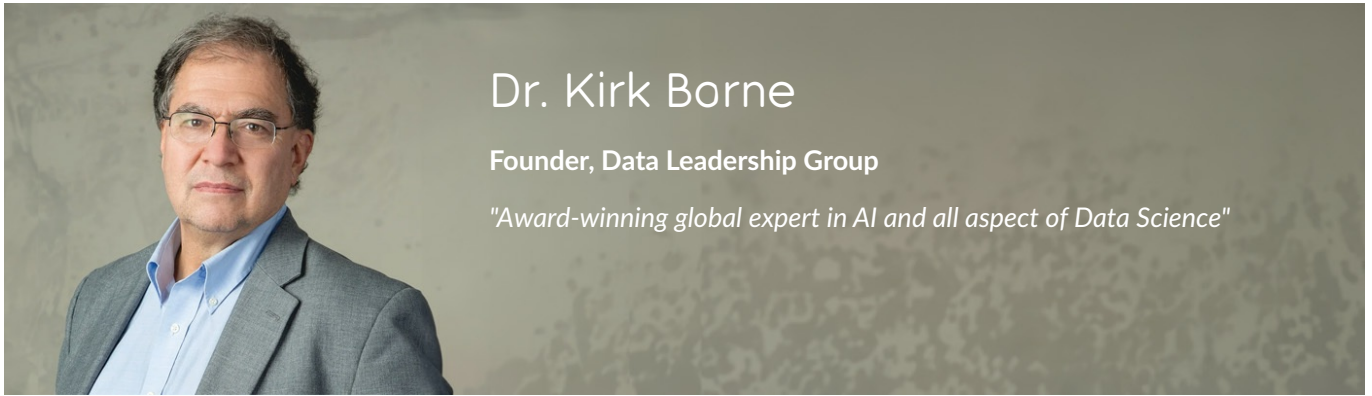 Dr. Kirk Borne
Founder, Data Leadership Group
"Award-winning global expert in AI and all aspect of Data Science"